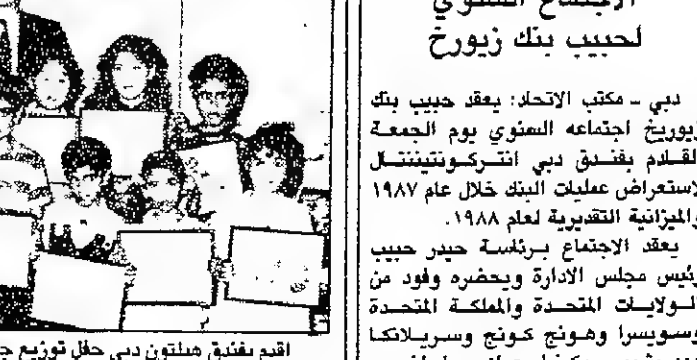 الاجتماع السنوي
لحبيب بنك زيورخ
دبي - مكتب الاتحاد: يعقد حبيب بنك
زيوريخ اجتماعه السنوي يوم الجمعة
القادم بفندق دبي انتركونتيننتال
لاستعراض عمليات البنك خلال عام ١٩٨٧
والميزانية التقديرية لعام ١٩٨٨.
يعقد الاجتماع برئاسة حيدر حبيب
رئيس مجلس الادارة ويحضره وفود من
الولايات المتحدة والمملكة المتحدة
وسويسرا وهونج كونج وسريلانكا
اقيم بفندق هيلتون دبي حفل توزيع